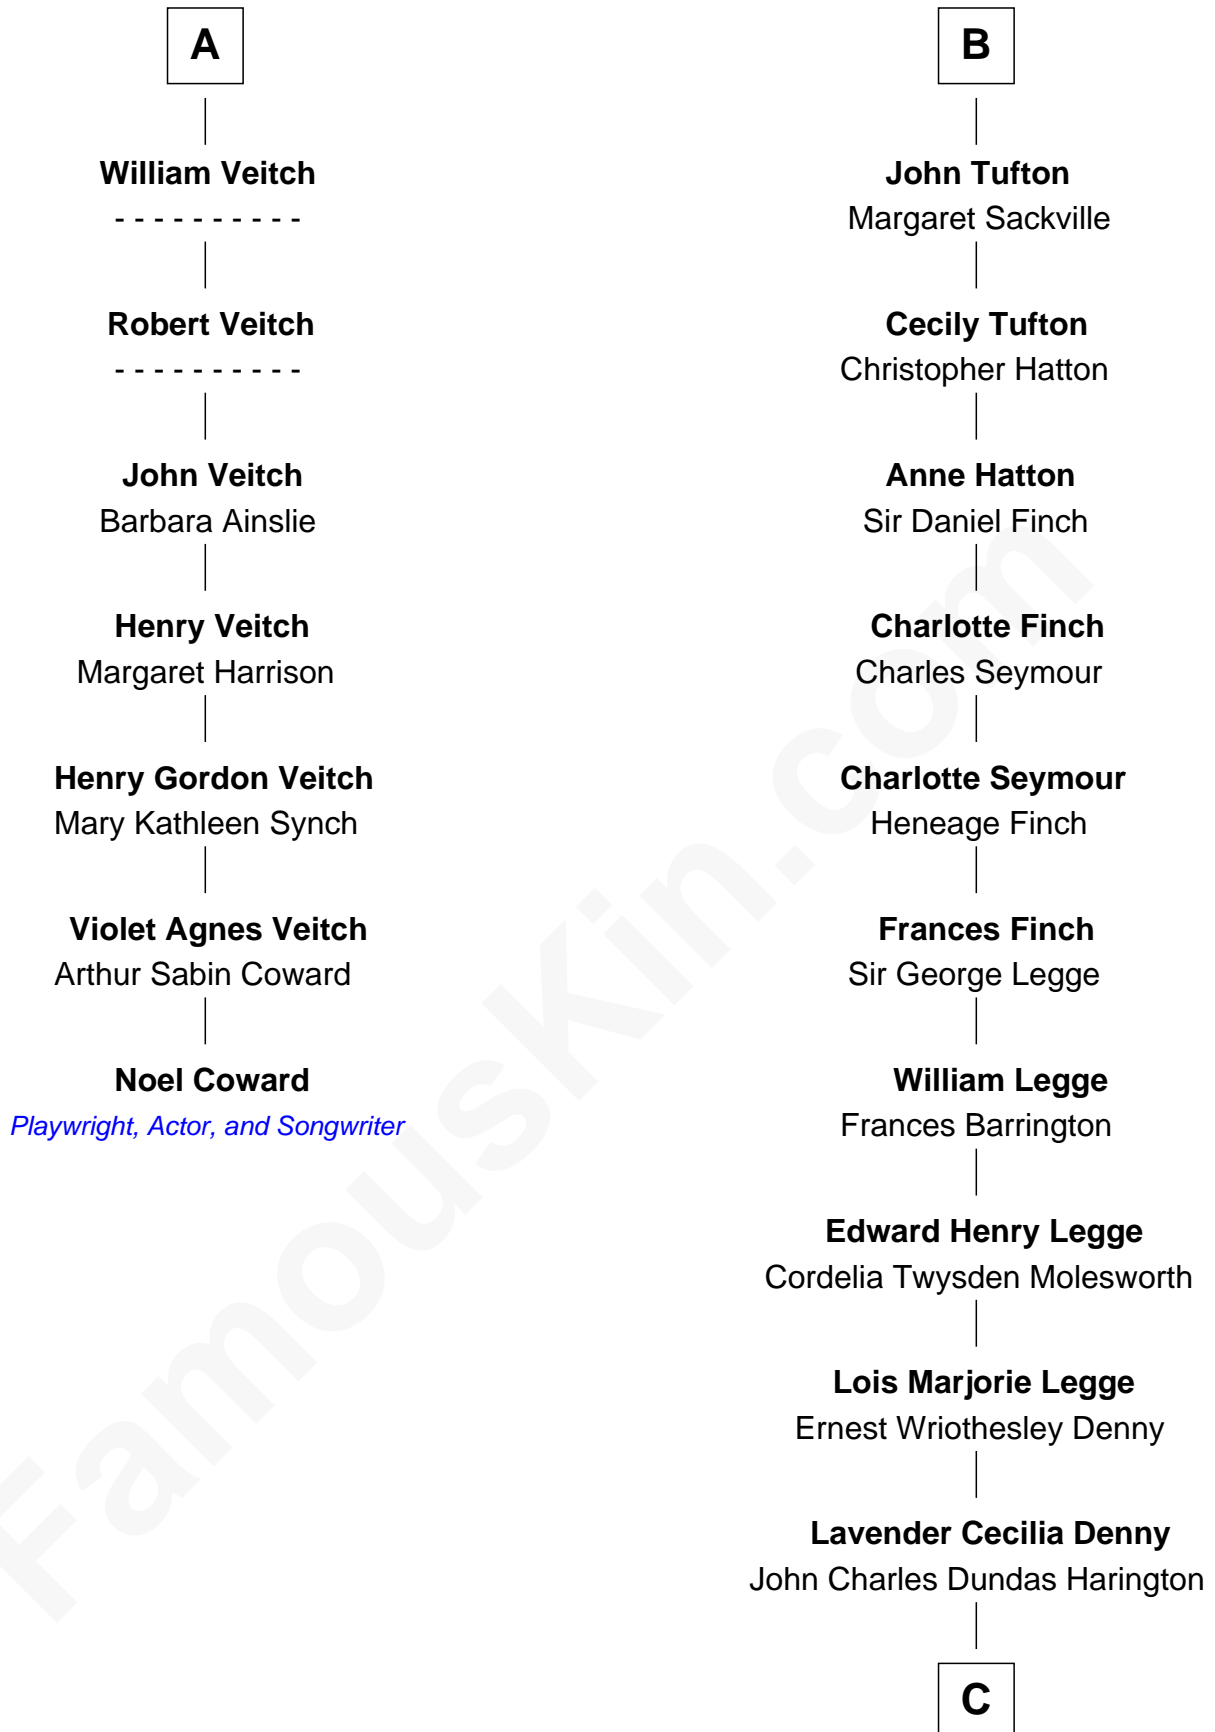 A
William Veitch
- - - - - - - - - -
Robert Veitch
- - - - - - - - - -
John Veitch
Barbara Ainslie
Henry Veitch
Margaret Harrison
Henry Gordon Veitch
Mary Kathleen Synch
Violet Agnes Veitch
Arthur Sabin Coward
Noel Coward
Playwright, Actor, and Songwriter
B
John Tufton
Margaret Sackville
Cecily Tufton
Christopher Hatton
Anne Hatton
Sir Daniel Finch
Charlotte Finch
Charles Seymour
Charlotte Seymour
Heneage Finch
Frances Finch
Sir George Legge
William Legge
Frances Barrington
Edward Henry Legge
Cordelia Twysden Molesworth
Lois Marjorie Legge
Ernest Wriothesley Denny
Lavender Cecilia Denny
John Charles Dundas Harington
C
FamousKin.com